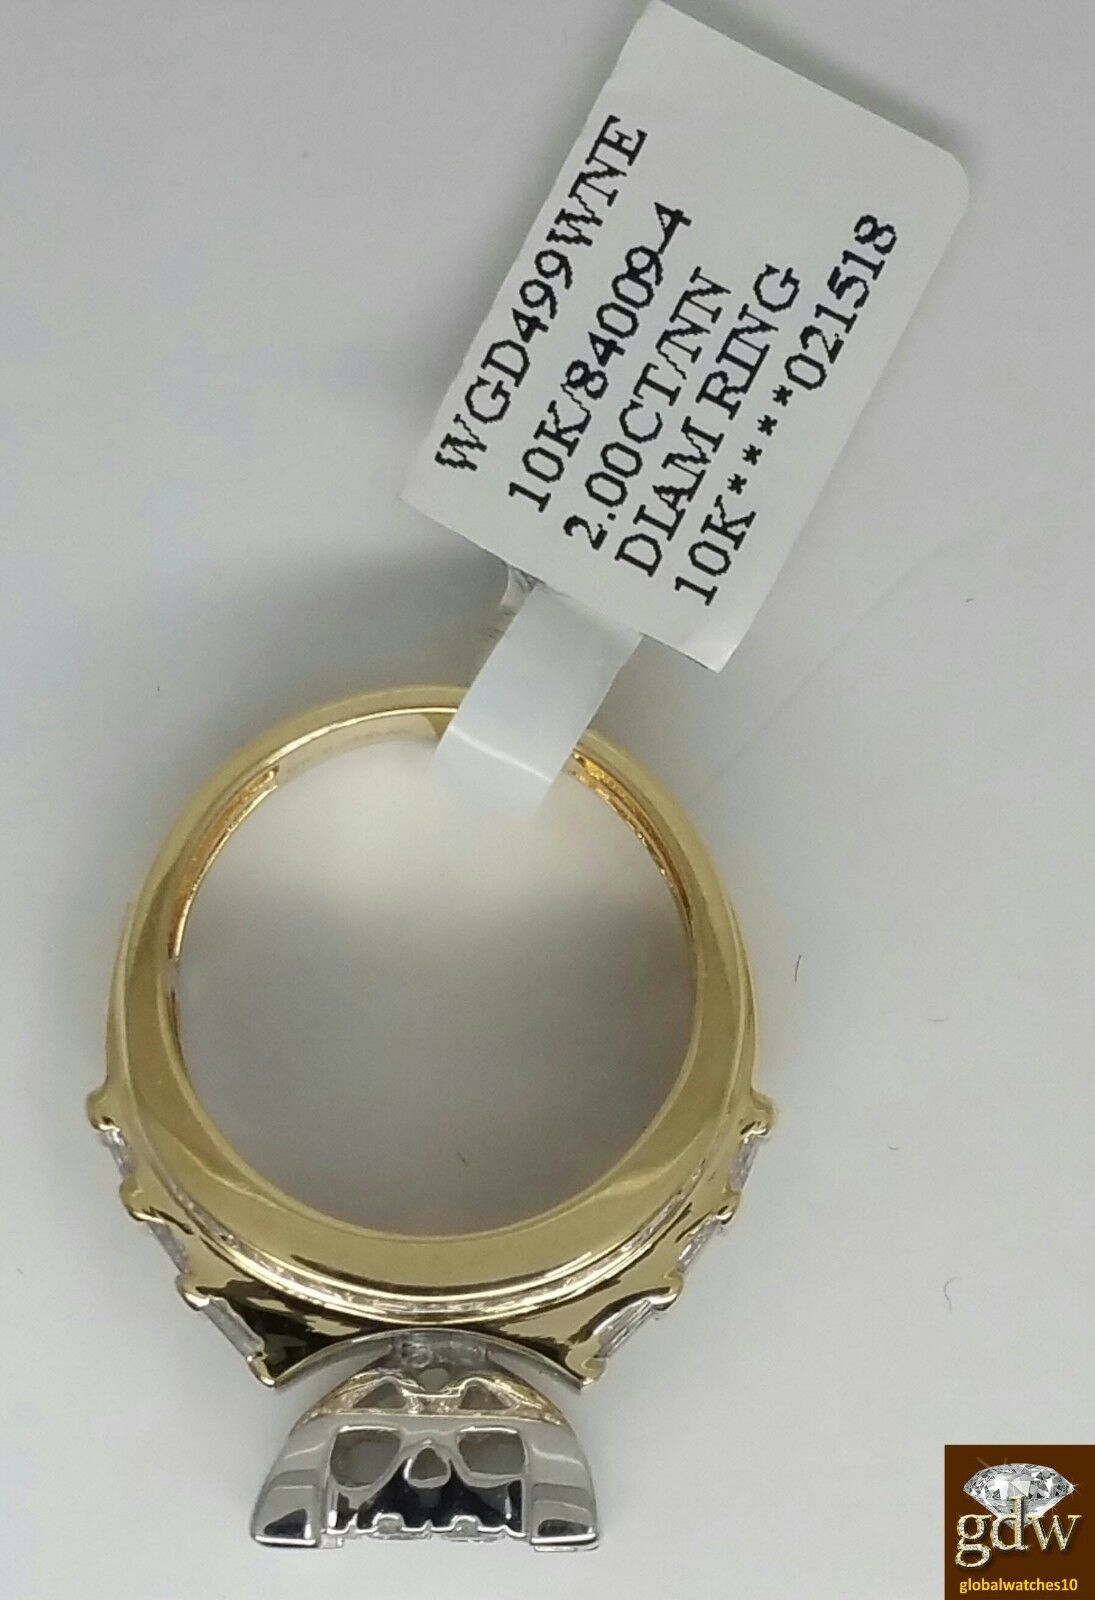 WGD499WNE
10K/84009-4
2.00CT/NN
DIAM RING
10K*****021518
gdw
globalwatches10